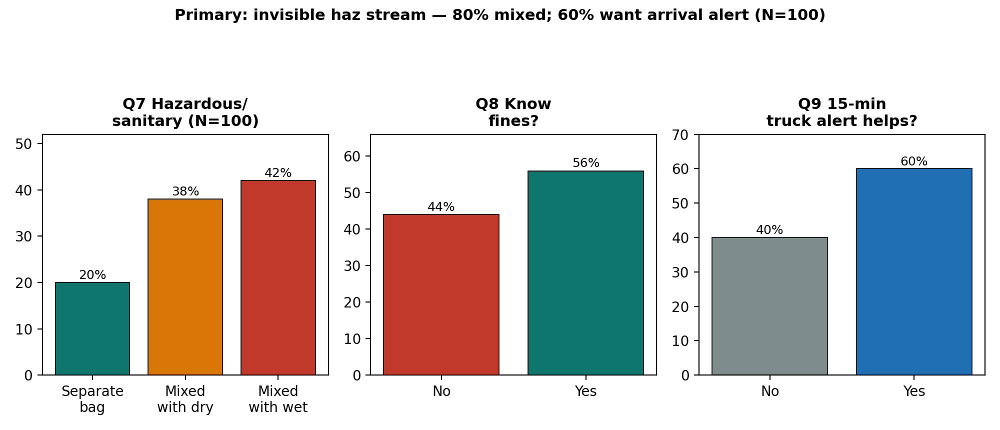 Primary: invisible haz stream — 80% mixed; 60% want arrival alert (N=100)
Q7 Hazardous/
sanitary (N=100)
50
40
30
20
10
0
20%
38%
42%
Separate
bag
Mixed
with dry
Mixed
with wet
Q8 Know
fines?
60
50
40
30
20
10
0
44%
56%
No
Yes
Q9 15-min
truck alert helps?
70
60
50
40
30
20
10
0
40%
60%
No
Yes